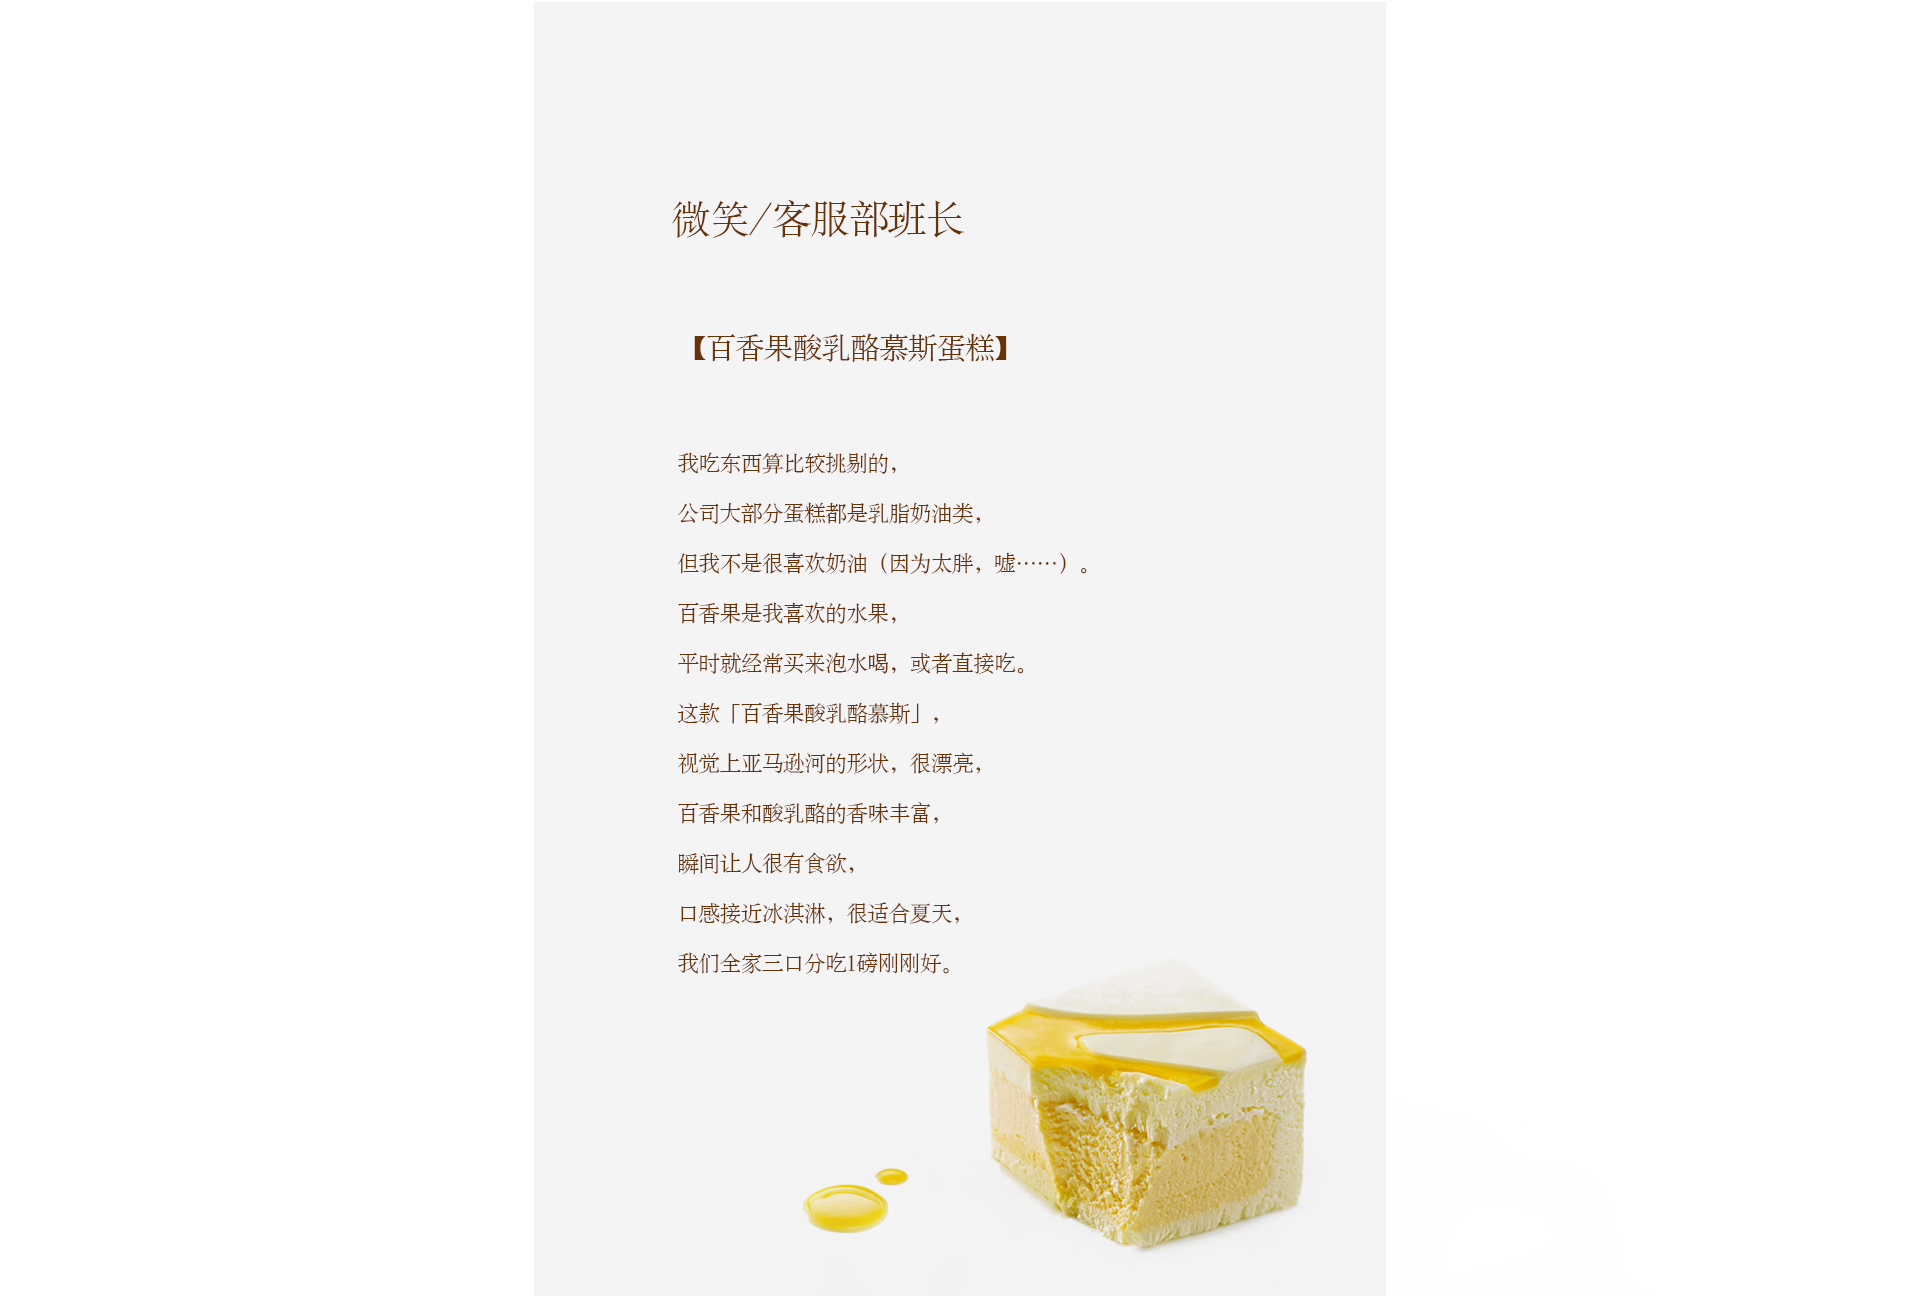 微笑/客服部班长
【百香果酸乳酪慕斯蛋糕】
我吃东西算比较挑剔的，
公司大部分蛋糕都是乳脂奶油类，
但我不是很喜欢奶油（因为太胖，嘘……）。
百香果是我喜欢的水果，
平时就经常买来泡水喝，或者直接吃。
这款「百香果酸乳酪慕斯」，
视觉上亚马逊河的形状，很漂亮，
百香果和酸乳酪的香味丰富，
瞬间让人很有食欲，
口感接近冰淇淋，很适合夏天，
我们全家三口分吃1磅刚刚好。